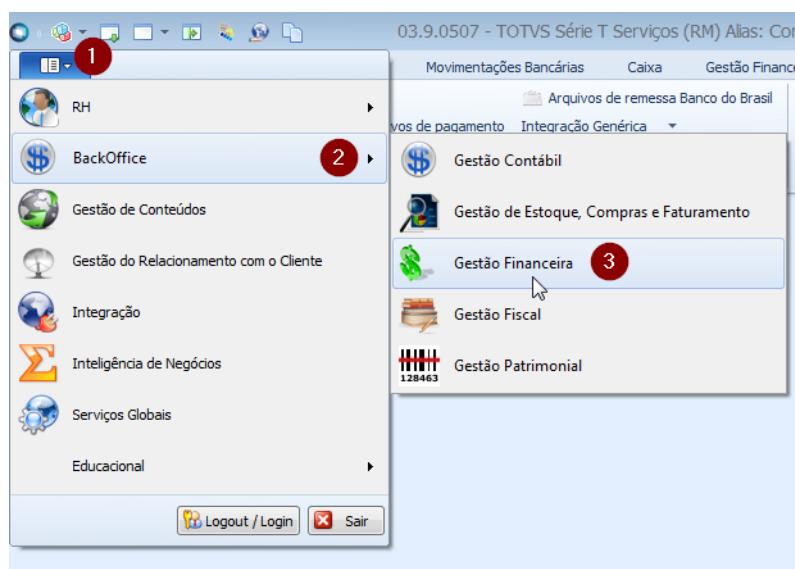 03.9.0507 - TOTVS Série T Serviços (RM) Alias: Cor
1
Movimentações Bancárias Caixa Gestão Finance
Arquivos de remessa Banco do Brasil
vos de pagamento Integração Genérica
RH
BackOffice 2
Gestão de Conteúdos
Gestão do Relacionamento com o Cliente
Integração
Inteligência de Negócios
Serviços Globais
Educacional
Logout / Login Sair
Gestão Contábil
Gestão de Estoque, Compras e Faturamento
Gestão Financeira 3
Gestão Fiscal
128463
Gestão Patrimonial